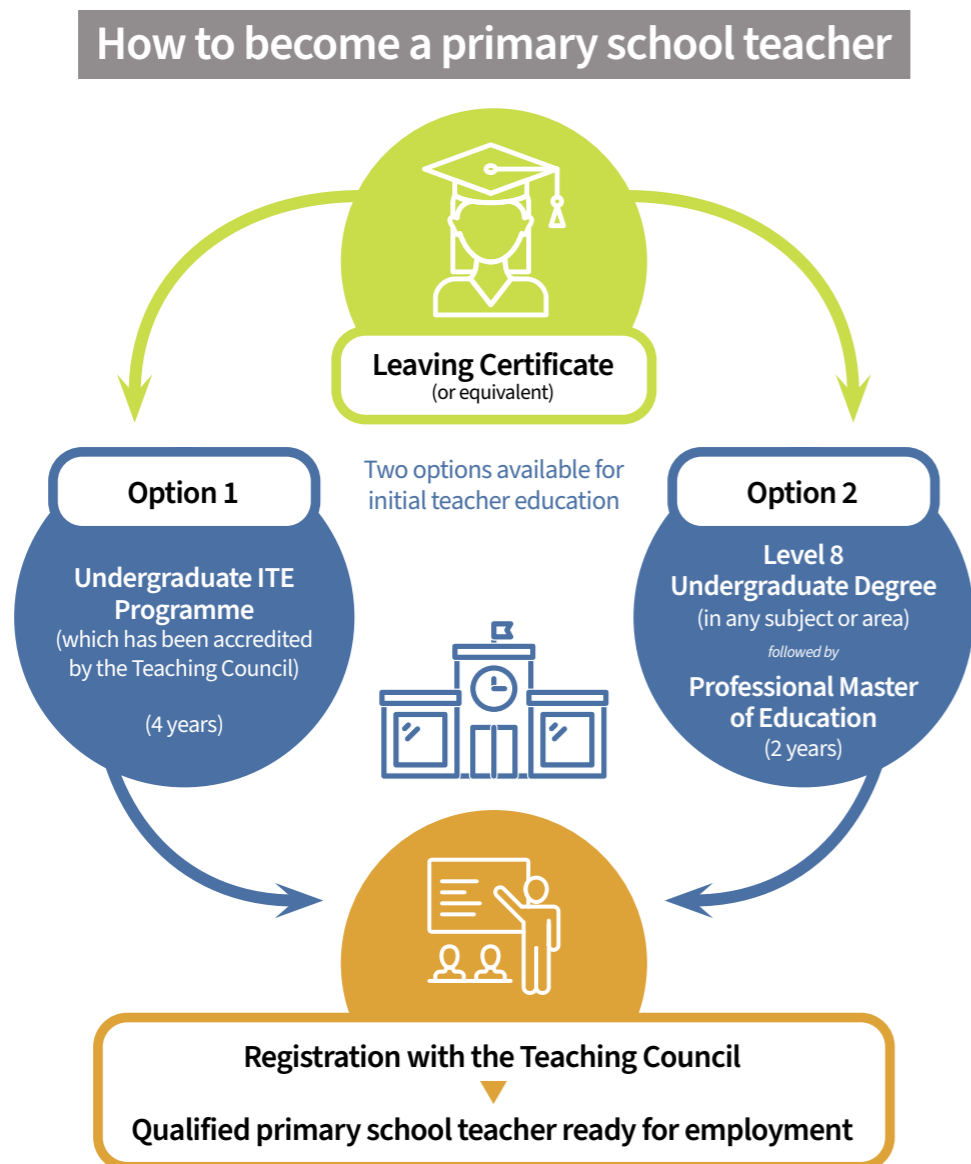 How to become a primary school teacher
Leaving Certificate
(or equivalent)
Two options available for
initial teacher education
Option 1
Undergraduate ITE
Programme
(which has been accredited
by the Teaching Council)
(4 years)
Option 2
Level 8
Undergraduate Degree
(in any subject or area)
followed by
Professional Master
of Education
(2 years)
Registration with the Teaching Council
Qualified primary school teacher ready for employment